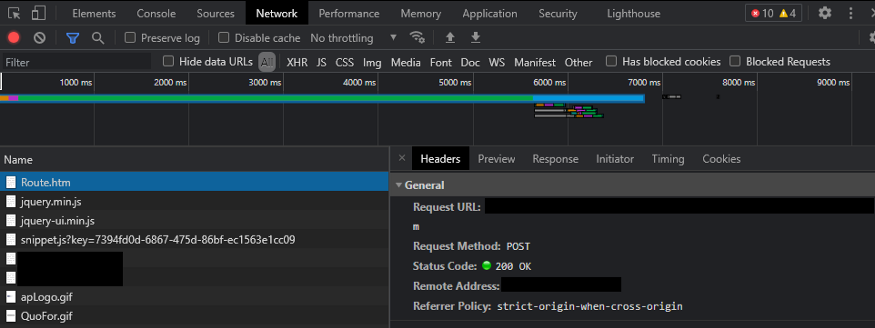 Elements Console Sources Network Performance Memory Application Security Lighthouse 10 4
Preserve log Disable cache No throttling
Filter Hide data URLs All XHR JS CSS Img Media Font Doc WS Manifest Other Has blocked cookies Blocked Requests
1000 ms 2000 ms 3000 ms 4000 ms 5000 ms 6000 ms 7000 ms 8000 ms 9000 ms
Name
Route.htm
jquery.min.js
jquery-ui.min.js
snippet.js?key=7394fd0d-6867-475d-86bf-ec1563e1cc09
apLogo.gif
QuoFor.gif
× Headers Preview Response Initiator Timing Cookies
General
Request URL:
m
Request Method: POST
Status Code: 200 OK
Remote Address:
Referrer Policy: strict-origin-when-cross-origin